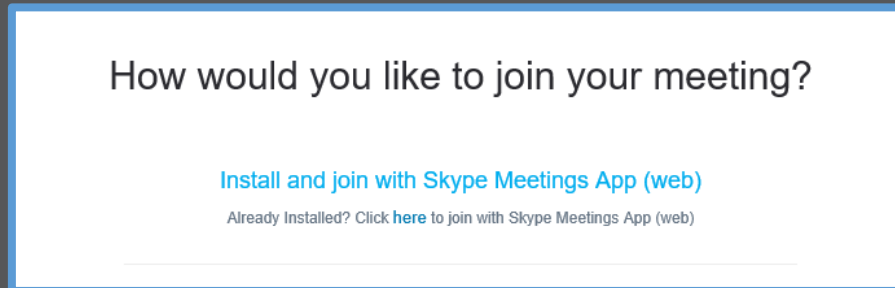 How would you like to join your meeting?
Install and join with Skype Meetings App (web)
Already Installed? Click here to join with Skype Meetings App (web)